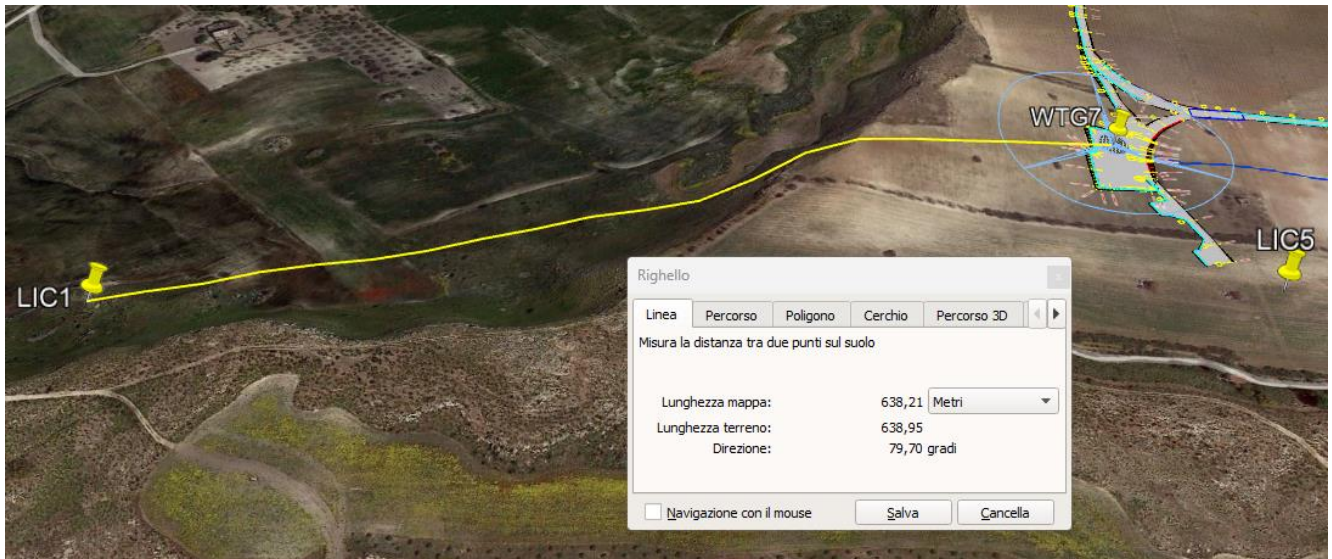 WTG7
LIC5
LIC1
Righello
Linea
Percorso
Poligono
Cerchio
Percorso 3D
Misura la distanza tra due punti sul suolo
Lunghezza mappa: 638,21 Metri
Lunghezza terreno: 638,95
Direzione: 79,70 gradi
Navigazione con il mouse
Salva
Cancella